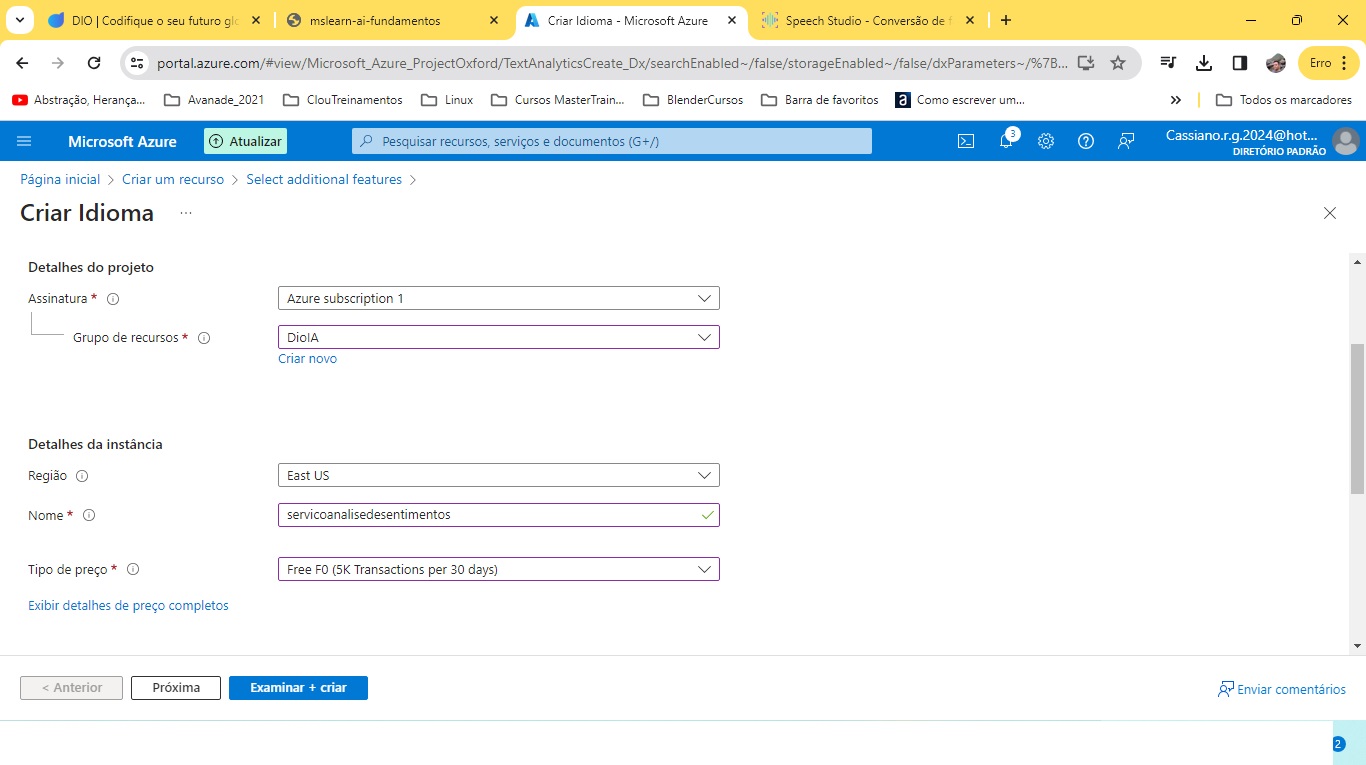 DIO | Codifique o seu futuro glo
mslearn-ai-fundamentos
Criar Idioma - Microsoft Azure
Speech Studio - Conversão de f
portal.azure.com/#view/Microsoft_Azure_ProjectOxford/TextAnalyticsCreate_Dx/searchEnabled~/false/storageEnabled~/false/dxParameters~/%7B...
Erro
Abstração, Herança...
Avanade_2021
ClouTreinamentos
Linux
Cursos MasterTrain...
BlenderCursos
Barra de favoritos
a Como escrever um...
»
Todos os marcadores
Microsoft Azure
Atualizar
Pesquisar recursos, serviços e documentos (G+/)
3
Cassiano.r.g.2024@hot...
DIRETÓRIO PADRÃO
Página inicial > Criar um recurso > Select additional features >
Criar Idioma ...
Detalhes do projeto
Assinatura *
Azure subscription 1
Grupo de recursos *
DioIA
Criar novo
Detalhes da instância
Região
East US
Nome *
servicoanalisedesentimentos
Tipo de preço *
Free F0 (5K Transactions per 30 days)
Exibir detalhes de preço completos
< Anterior
Próxima
Examinar + criar
Enviar comentários
2